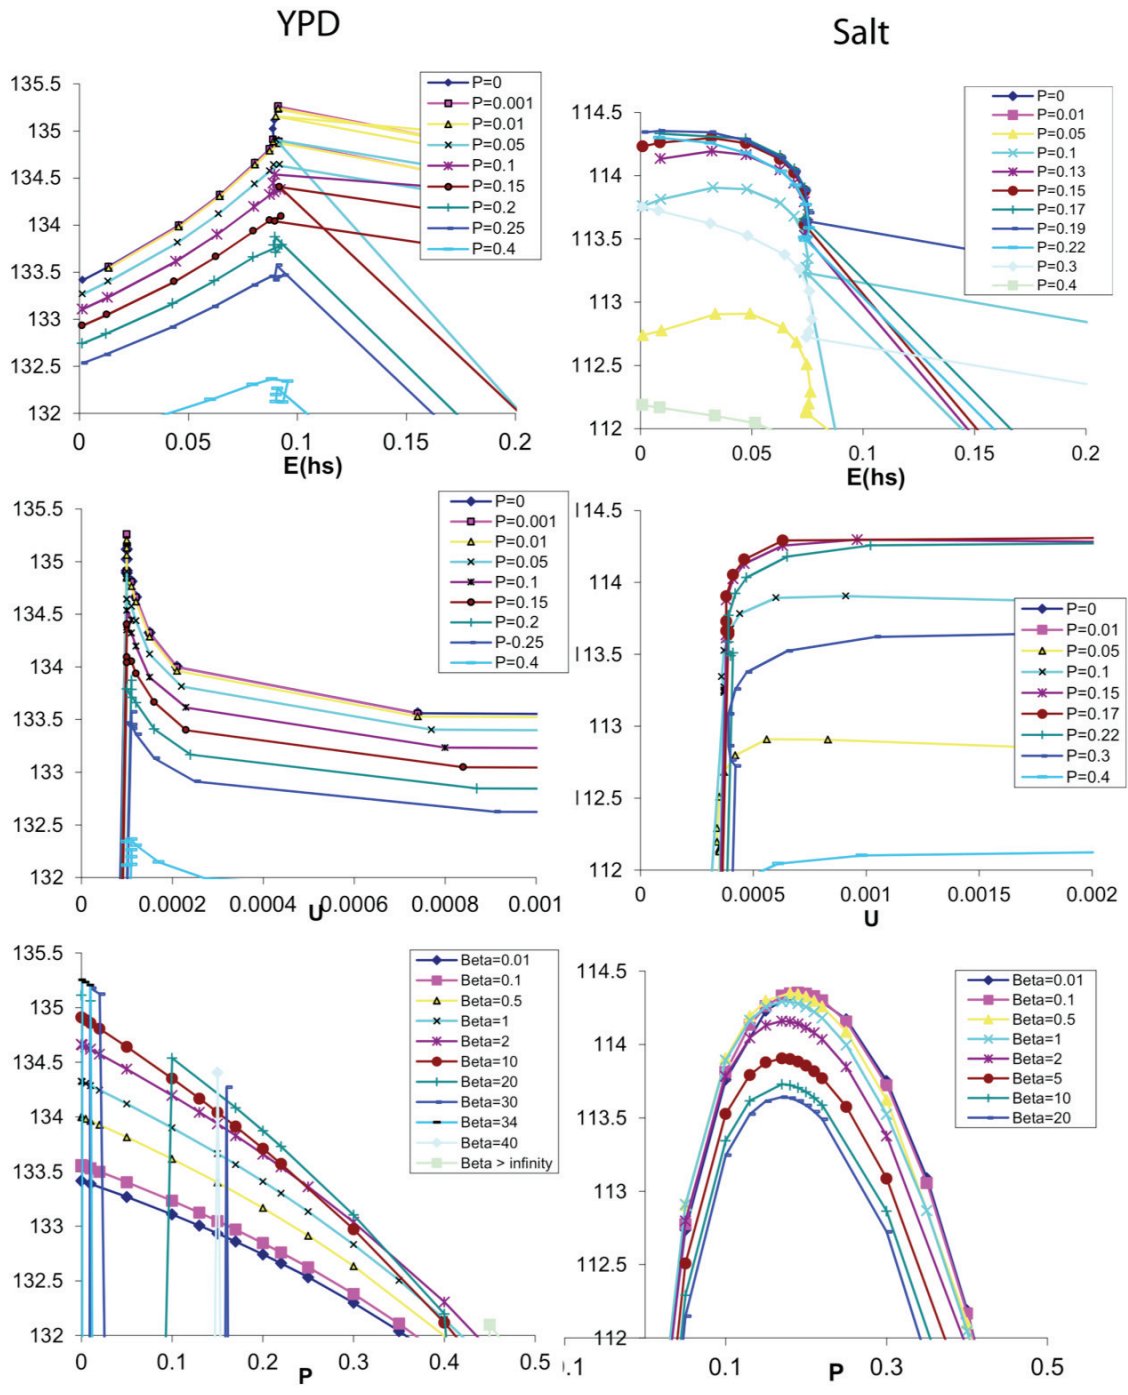 YPD
Salt
135.5
135
134.5
134
133.5
133
132.5
132
0
0.05
0.1
0.15
0.2
E(hs)
P=0
P=0.001
P=0.01
P=0.05
P=0.1
P=0.15
P=0.2
P=0.25
P=0.4
114.5
114
113.5
113
112.5
112
0
0.05
0.1
0.15
0.2
E(hs)
P=0
P=0.01
P=0.05
P=0.1
P=0.13
P=0.15
P=0.17
P=0.19
P=0.22
P=0.3
P=0.4
135.5
135
134.5
134
133.5
133
132.5
132
0
0.0002
0.0004
0.0006
0.0008
0.001
U
P=0
P=0.001
P=0.01
P=0.05
P=0.1
P=0.15
P=0.2
P-0.25
P=0.4
114.5
114
113.5
113
112.5
112
0
0.0005
0.001
0.0015
0.002
U
P=0
P=0.01
P=0.05
P=0.1
P=0.15
P=0.17
P=0.22
P=0.3
P=0.4
135.5
135
134.5
134
133.5
133
132.5
132
0
0.1
0.2
0.3
0.4
0.5
P
Beta=0.01
Beta=0.1
Beta=0.5
Beta=1
Beta=2
Beta=10
Beta=20
Beta=30
Beta=34
Beta=40
Beta > infinity
114.5
114
113.5
113
112.5
112
0.1
0.1
0.3
0.5
P
Beta=0.01
Beta=0.1
Beta=0.5
Beta=1
Beta=2
Beta=5
Beta=10
Beta=20